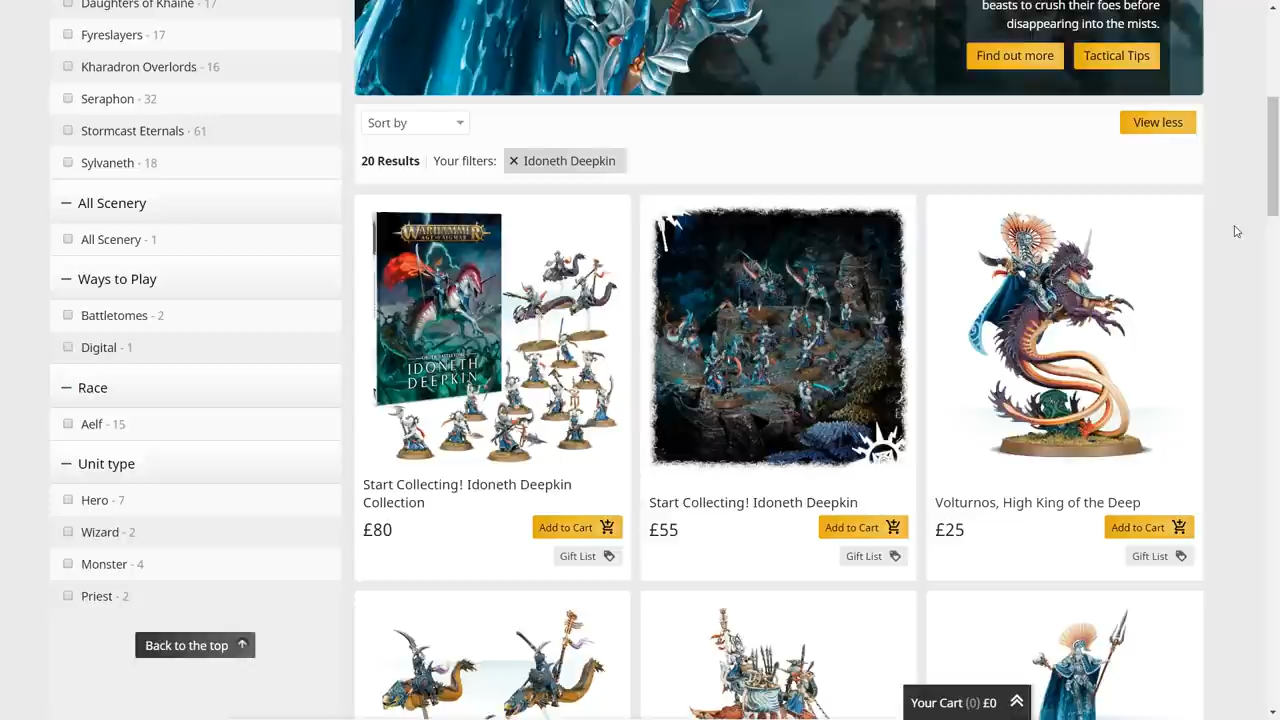 Daughters of Khaine - 17
Fyreslayers - 17
Kharadron Overlords - 16
Seraphon - 32
Stormcast Eternals - 61
Sylvaneth - 18
All Scenery
All Scenery - 1
Ways to Play
Battletomes - 2
Digital - 1
Race
Aelf - 15
Unit type
Hero - 7
Wizard - 2
Monster - 4
Priest - 2
Back to the top
beasts to crush their foes before
disappearing into the mists.
Find out more
Tactical Tips
Sort by
View less
20 Results
Your filters:
Idoneth Deepkin
WARHAMMER
AGE OF SIGMAR
IDONETH
DEEPKIN
Start Collecting! Idoneth Deepkin
Collection
£80
Add to Cart
Gift List
Start Collecting! Idoneth Deepkin
£55
Add to Cart
Gift List
Volturnos, High King of the Deep
£25
Add to Cart
Gift List
Your Cart (0) £0